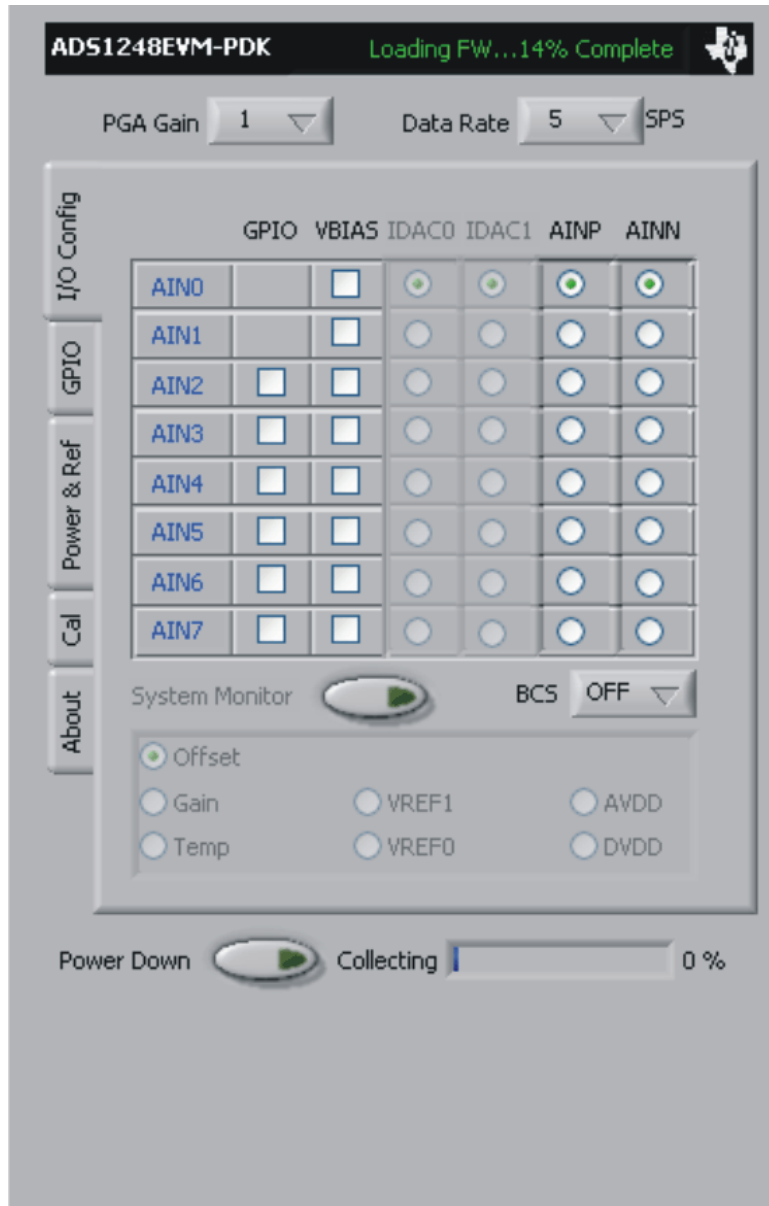 ADS1248EVM-PDK Loading FW...14% Complete
PGA Gain 1 Data Rate 5 SPS
I/O Config
GPIO
Power & Ref
Cal
About
GPIO VBIAS IDAC0 IDAC1 AINP AINN
AIN0
AIN1
AIN2
AIN3
AIN4
AIN5
AIN6
AIN7
System Monitor BCS OFF
Offset
Gain VREF1 AVDD
Temp VREF0 DVDD
Power Down Collecting 0 %